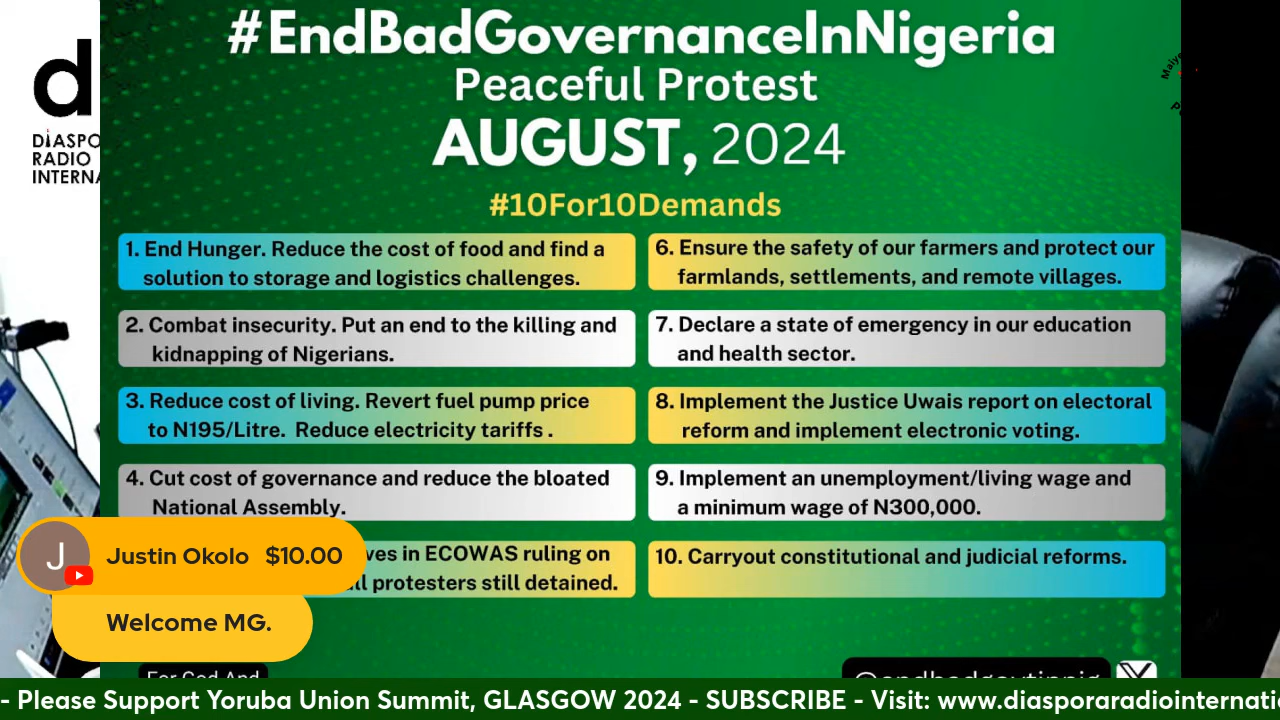 #EndBadGovernanceInNigeria
Peaceful Protest
AUGUST, 2024
#10For10Demands
1. End Hunger. Reduce the cost of food and find a
solution to storage and logistics challenges.
2. Combat insecurity. Put an end to the killing and
kidnapping of Nigerians.
3. Reduce cost of living. Revert fuel pump price
to N195/Litre. Reduce electricity tariffs .
4. Cut cost of governance and reduce the bloated
National Assembly.
ves in ECOWAS ruling on
ll protesters still detained.
6. Ensure the safety of our farmers and protect our
farmlands, settlements, and remote villages.
7. Declare a state of emergency in our education
and health sector.
8. Implement the Justice Uwais report on electoral
reform and implement electronic voting.
9. Implement an unemployment/living wage and
a minimum wage of N300,000.
10. Carryout constitutional and judicial reforms.
d
DIASPO
RADIO
INTERNA
J
Justin Okolo $10.00
Welcome MG.
For God And
@endbadgovtinnig
- Please Support Yoruba Union Summit, GLASGOW 2024 - SUBSCRIBE - Visit: www.diasporaradiointernati